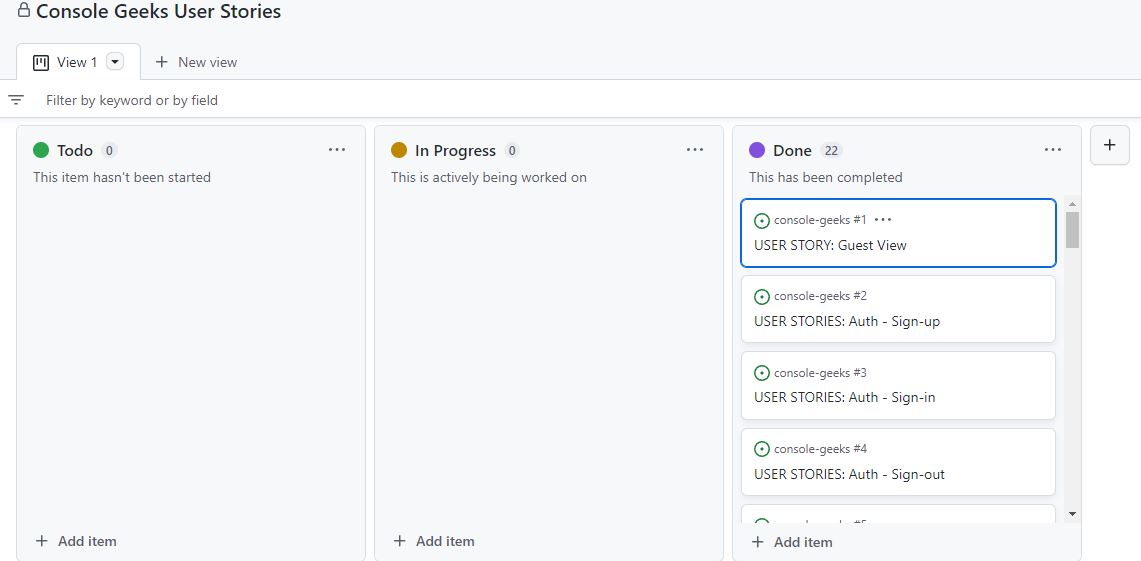 Console Geeks User Stories
View 1
New view
Filter by keyword or by field
Todo 0
This item hasn't been started
Add item
In Progress 0
This is actively being worked on
Add item
Done 22
This has been completed
console-geeks #1
USER STORY: Guest View
console-geeks #2
USER STORIES: Auth - Sign-up
console-geeks #3
USER STORIES: Auth - Sign-in
console-geeks #4
USER STORIES: Auth - Sign-out
Add item